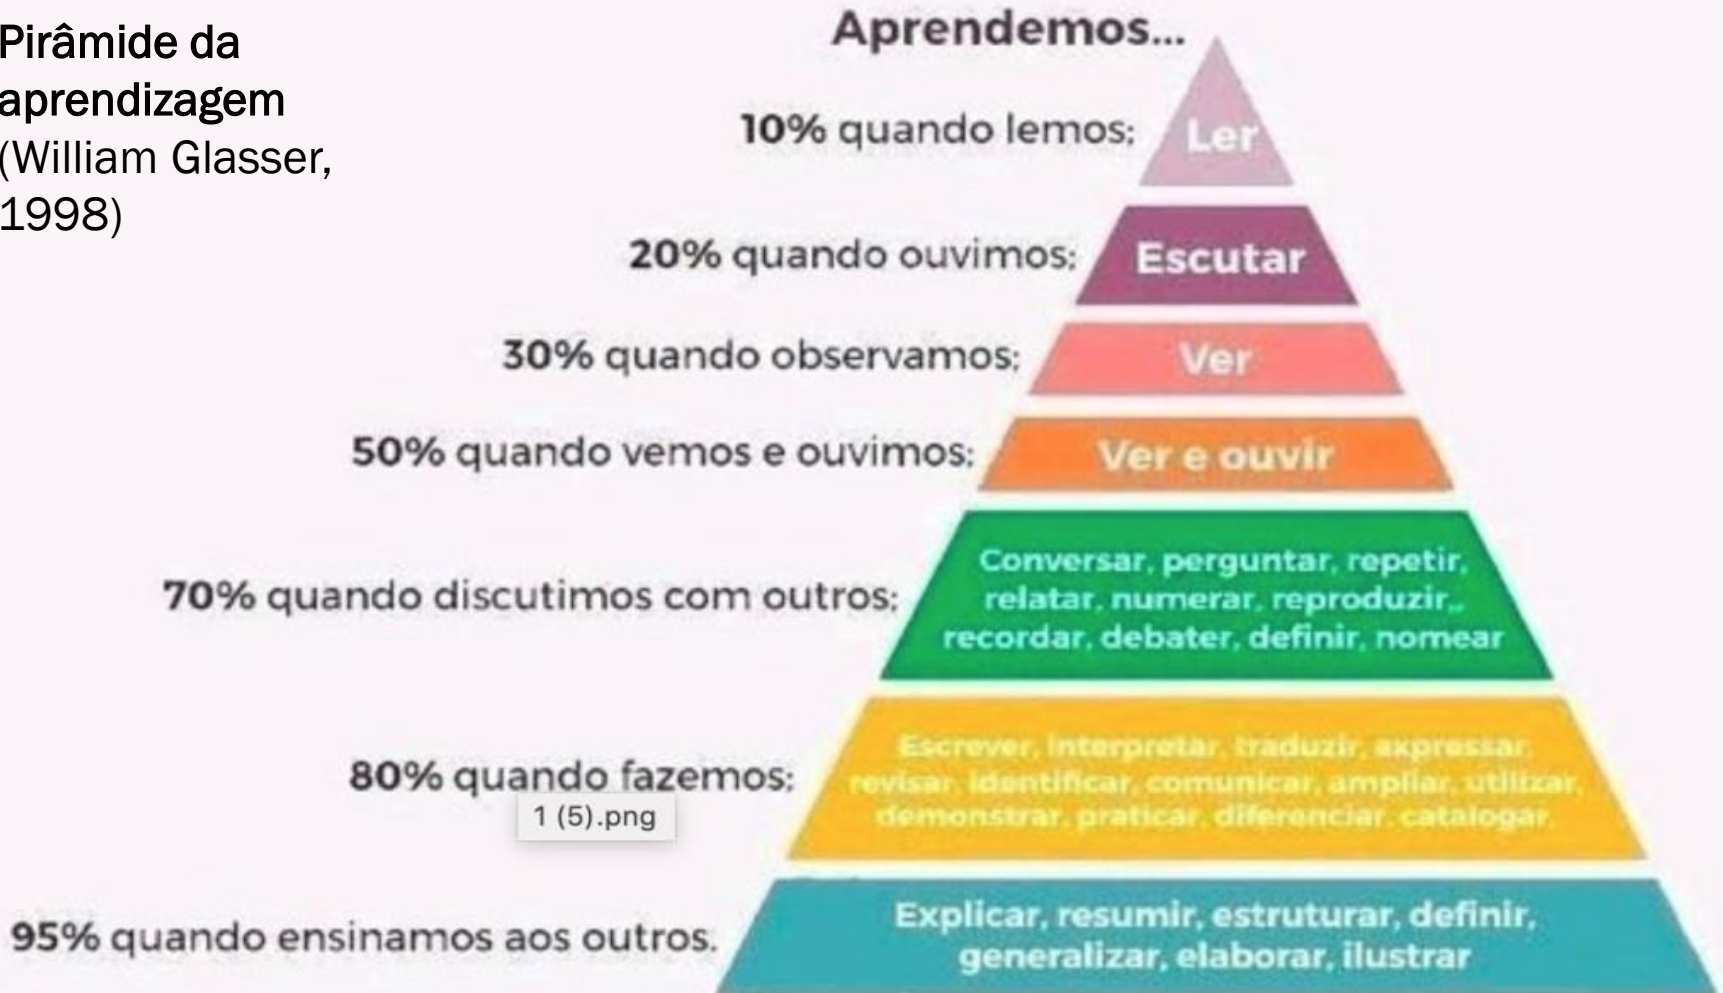 Pirâmide da
aprendizagem
(William Glasser,
1998)
Aprendemos...
10% quando lemos;
Ler
20% quando ouvimos;
Escutar
30% quando observamos;
Ver
50% quando vemos e ouvimos;
Ver e ouvir
70% quando discutimos com outros;
Conversar, perguntar, repetir,
relatar, numerar, reproduzir,,
recordar, debater, definir, nomear
80% quando fazemos;
1 (5).png
Escrever, interpretar, traduzir, expressar,
revisar, identificar, comunicar, ampliar, utilizar,
demonstrar, praticar, diferenciar, catalogar,
95% quando ensinamos aos outros.
Explicar, resumir, estruturar, definir,
generalizar, elaborar, ilustrar